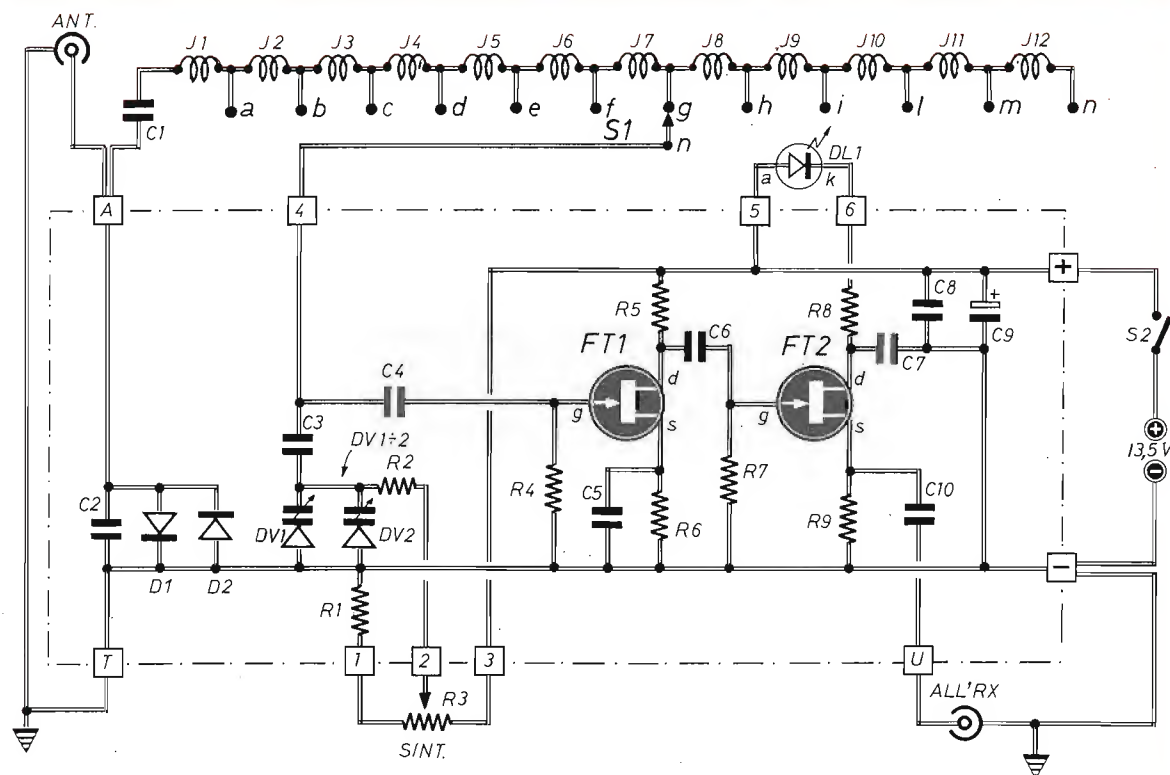 ANT.
J1 J2 J3 J4 J5 J6 J7 J8 J9 J10 J11 J12
C1
a b c d e f g h i l m n
S1
n
DL1
a k
A 4 5 6
+
R5 R8 C8 + C9
C6
S2
FT1 FT2
C7
C4
d d
g g
s s
13,5 V
+
-
C3
DV1÷2
R2
R4 R7
C2
C5
C10
DV1 DV2
R6 R9
D1 D2
-
R1
T 1 2 3 U
R3
ALL'RX
SINT.